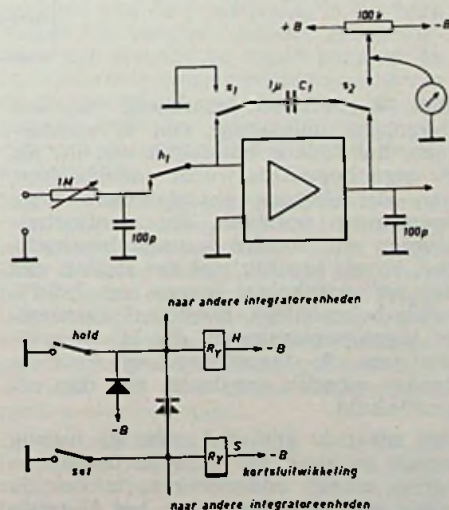 100k
+B
-B
1μ
C1
s1
s2
1M
h1
100p
100p
naar andere integratoreenheden
hold
Ry
H
-B
-B
set
Ry
S
-B
kortsluitwikkeling
naar andere integratoreenheden